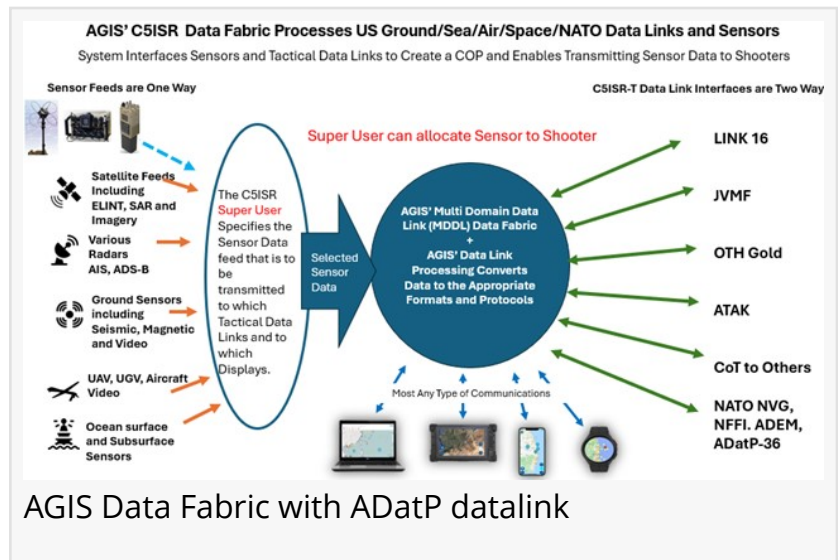 AGIS’ C5ISR Data Fabric Processes US Ground/Sea/Air/Space/NATO Data Links and Sensors
System Interfaces Sensors and Tactical Data Links to Create a COP and Enables Transmitting Sensor Data to Shooters
Sensor Feeds are One Way
C5ISR-T Data Link Interfaces are Two Way
Super User can allocate Sensor to Shooter
Satellite Feeds
Including
ELINT, SAR and
Imagery
Various
Radars
AIS, ADS-B
Ground Sensors
including
Seismic, Magnetic
and Video
UAV, UGV, Aircraft
Video
Ocean surface
and Subsurface
Sensors
The C5ISR
Super User
Specifies the
Sensor Data
feed that is to
be
transmitted
to which
Tactical Data
Links and to
which
Displays.
Selected
Sensor
Data
AGIS’ Multi Domain Data
Link (MDDL) Data Fabric
+
AGIS’ Data Link
Processing Converts
Data to the Appropriate
Formats and Protocols
Most Any Type of Communications
LINK 16
JVMF
OTH Gold
ATAK
CoT to Others
NATO NVG,
NFFI. ADEM,
ADatP-36
AGIS Data Fabric with ADatP datalink